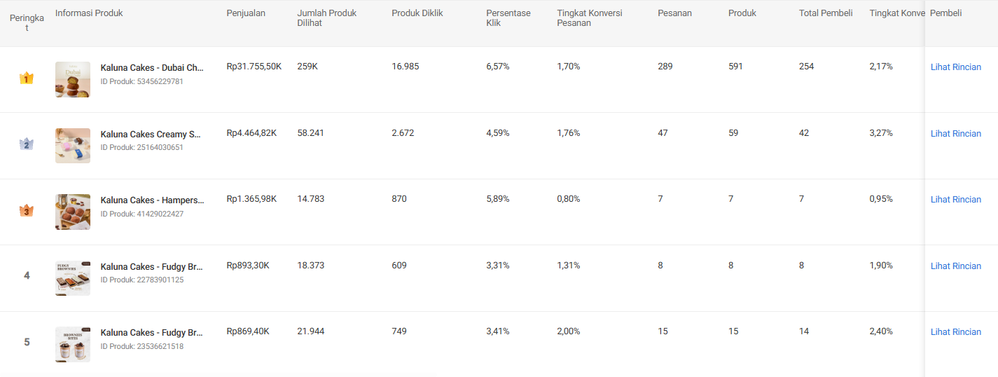 Peringka
t
Informasi Produk
Penjualan
Jumlah Produk
Dilihat
Produk Diklik
Persentase
Klik
Tingkat Konversi
Pesanan
Pesanan
Produk
Total Pembeli
Tingkat Konve
Pembeli
1
Kaluna Cakes - Dubai Ch...
ID Produk: 53456229781
Rp31.755,50K
259K
16.985
6,57%
1,70%
289
591
254
2,17%
Lihat Rincian
2
Kaluna Cakes Creamy S...
ID Produk: 25164030651
Rp4.464,82K
58.241
2.672
4,59%
1,76%
47
59
42
3,27%
Lihat Rincian
3
Kaluna Cakes - Hampers...
ID Produk: 41429022427
Rp1.365,98K
14.783
870
5,89%
0,80%
7
7
7
0,95%
Lihat Rincian
4
Kaluna Cakes - Fudgy Br...
ID Produk: 22783901125
Rp893,30K
18.373
609
3,31%
1,31%
8
8
8
1,90%
Lihat Rincian
5
Kaluna Cakes - Fudgy Br...
ID Produk: 23536621518
Rp869,40K
21.944
749
3,41%
2,00%
15
15
14
2,40%
Lihat Rincian